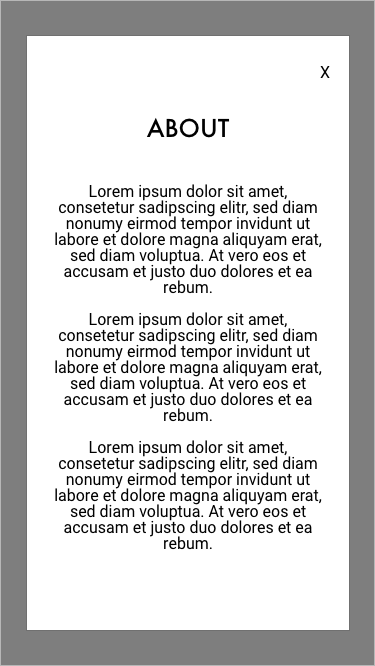 X
ABOUT
Lorem ipsum dolor sit amet,
consetetur sadipscing elitr, sed diam
nonumy eirmod tempor invidunt ut
labore et dolore magna aliquyam erat,
sed diam voluptua. At vero eos et
accusam et justo duo dolores et ea
rebum.
Lorem ipsum dolor sit amet,
consetetur sadipscing elitr, sed diam
nonumy eirmod tempor invidunt ut
labore et dolore magna aliquyam erat,
sed diam voluptua. At vero eos et
accusam et justo duo dolores et ea
rebum.
Lorem ipsum dolor sit amet,
consetetur sadipscing elitr, sed diam
nonumy eirmod tempor invidunt ut
labore et dolore magna aliquyam erat,
sed diam voluptua. At vero eos et
accusam et justo duo dolores et ea
rebum.